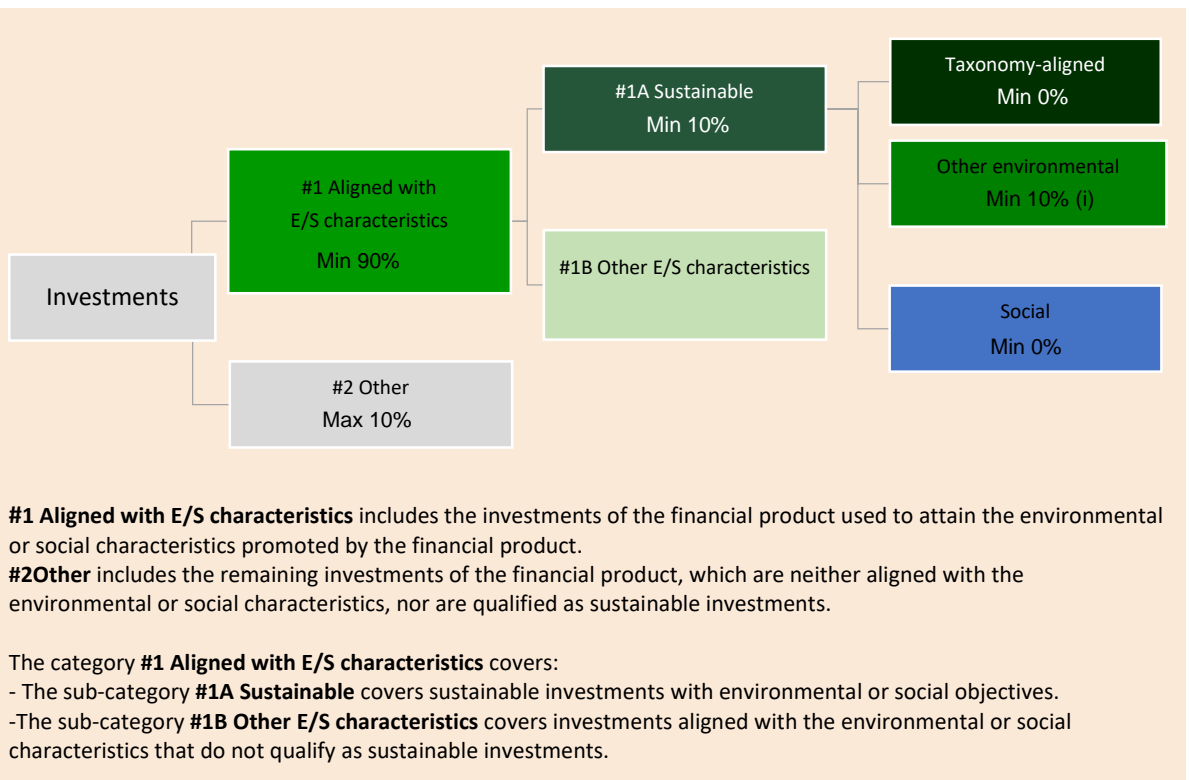 Investments
#1 Aligned with
E/S characteristics
Min 90%
#2 Other
Max 10%
#1A Sustainable
Min 10%
#1B Other E/S characteristics
Taxonomy-aligned
Min 0%
Other environmental
Min 10% (i)
Social
Min 0%
#1 Aligned with E/S characteristics includes the investments of the financial product used to attain the environmental
or social characteristics promoted by the financial product.
#2Other includes the remaining investments of the financial product, which are neither aligned with the
environmental or social characteristics, nor are qualified as sustainable investments.
The category #1 Aligned with E/S characteristics covers:
- The sub-category #1A Sustainable covers sustainable investments with environmental or social objectives.
-The sub-category #1B Other E/S characteristics covers investments aligned with the environmental or social
characteristics that do not qualify as sustainable investments.